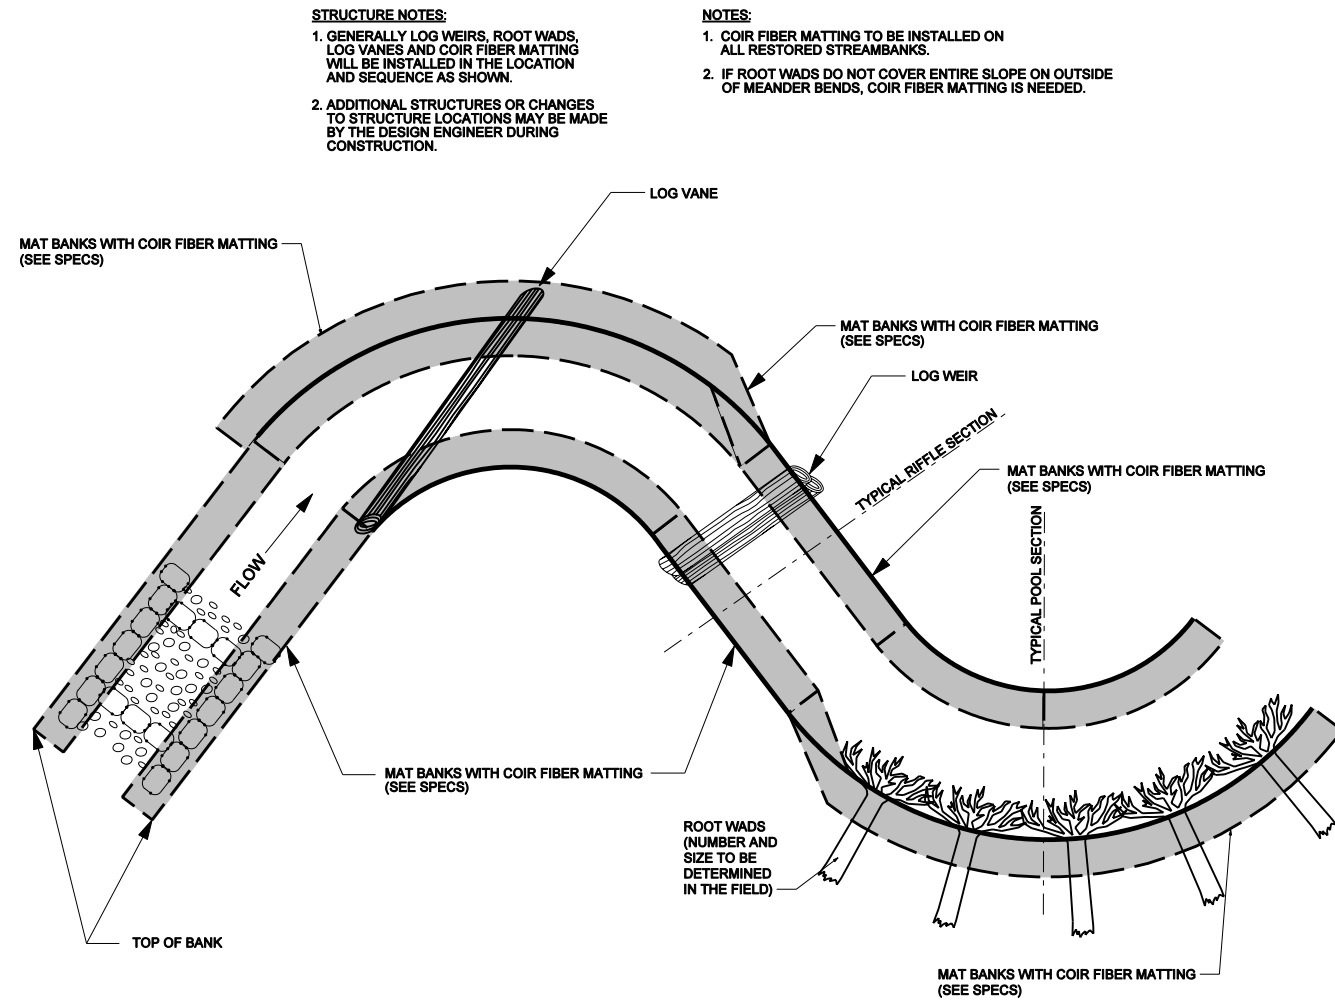 STRUCTURE NOTES:
1. GENERALLY LOG WEIRS, ROOT WADS,
LOG VANES AND COIR FIBER MATTING
WILL BE INSTALLED IN THE LOCATION
AND SEQUENCE AS SHOWN.
2. ADDITIONAL STRUCTURES OR CHANGES
TO STRUCTURE LOCATIONS MAY BE MADE
BY THE DESIGN ENGINEER DURING
CONSTRUCTION.
NOTES:
1. COIR FIBER MATTING TO BE INSTALLED ON
ALL RESTORED STREAMBANKS.
2. IF ROOT WADS DO NOT COVER ENTIRE SLOPE ON OUTSIDE
OF MEANDER BENDS, COIR FIBER MATTING IS NEEDED.
LOG VANE
MAT BANKS WITH COIR FIBER MATTING
(SEE SPECS)
MAT BANKS WITH COIR FIBER MATTING
(SEE SPECS)
LOG WEIR
TYPICAL RIFFLE SECTION
MAT BANKS WITH COIR FIBER MATTING
(SEE SPECS)
TYPICAL POOL SECTION
FLOW
MAT BANKS WITH COIR FIBER MATTING
(SEE SPECS)
ROOT WADS
(NUMBER AND
SIZE TO BE
DETERMINED
IN THE FIELD)
TOP OF BANK
MAT BANKS WITH COIR FIBER MATTING
(SEE SPECS)